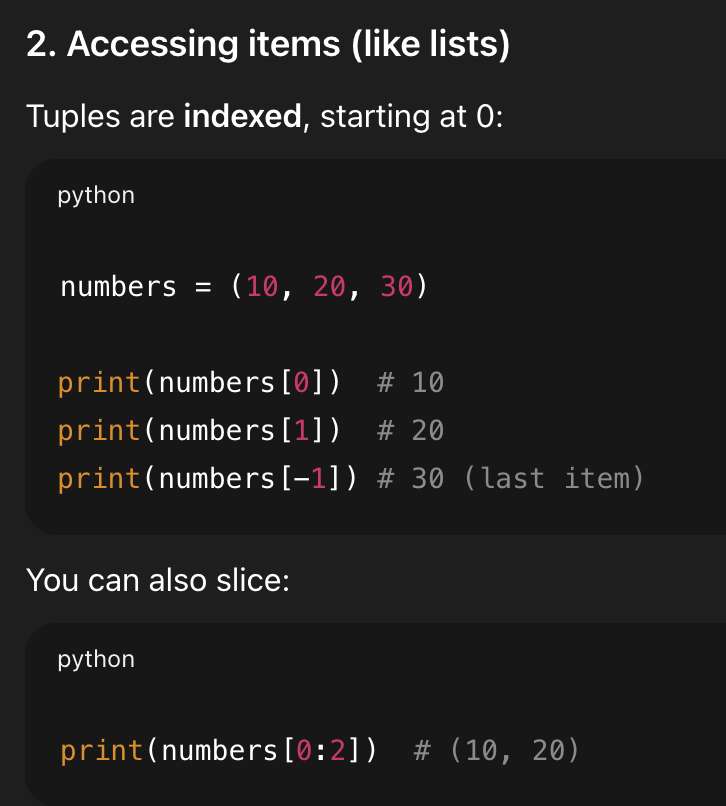 2. Accessing items (like lists)
Tuples are indexed, starting at 0:
python
numbers = (10, 20, 30)
print(numbers[0])  # 10
print(numbers[1])  # 20
print(numbers[-1]) # 30 (last item)
You can also slice:
python
print(numbers[0:2])  # (10, 20)